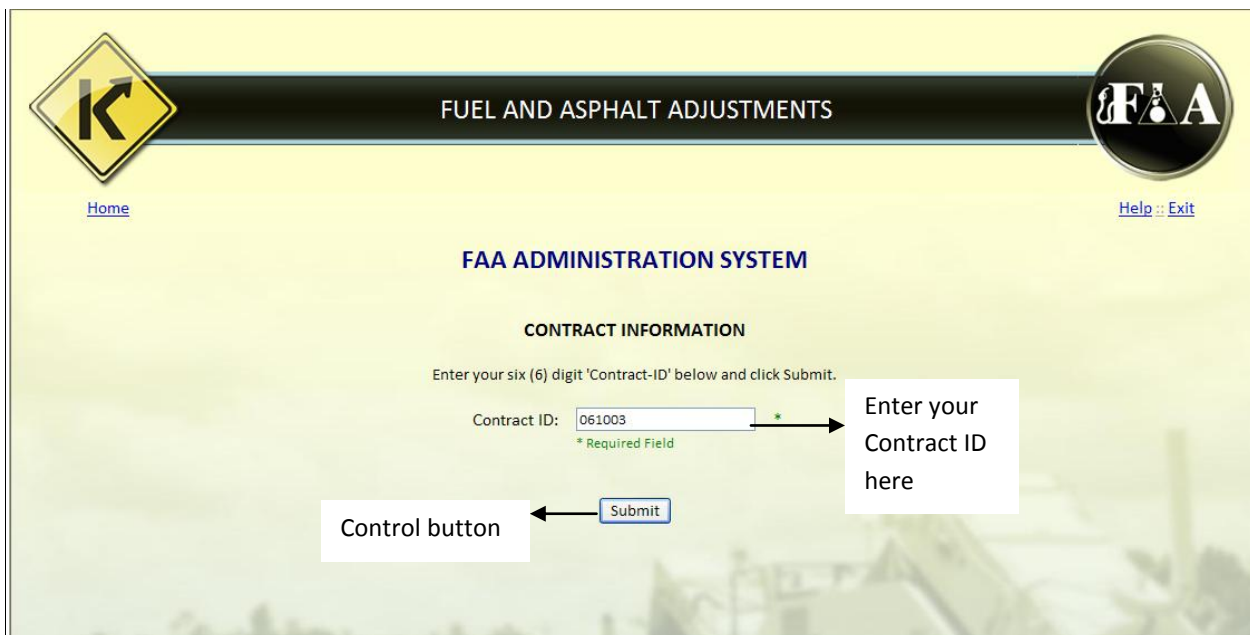 K
FUEL AND ASPHALT ADJUSTMENTS
FAA
Home
Help :: Exit
FAA ADMINISTRATION SYSTEM
CONTRACT INFORMATION
Enter your six (6) digit 'Contract-ID' below and click Submit.
Contract ID: 061003 *
* Required Field
Enter your
Contract ID
here
Submit
Control button